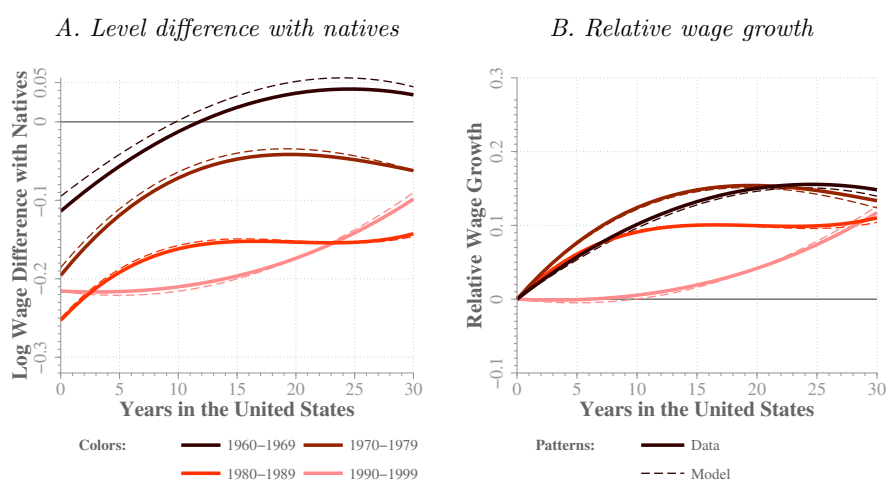 A. Level difference with natives
Log Wage Difference with Natives
0.05
0
−0.1
−0.2
−0.3
0 5 10 15 20 25 30
Years in the United States
B. Relative wage growth
Relative Wage Growth
0.3
0.2
0.1
0
−0.1
0 5 10 15 20 25 30
Years in the United States
Colors: 1960−1969 1970−1979
1980−1989 1990−1999
Patterns: Data
Model